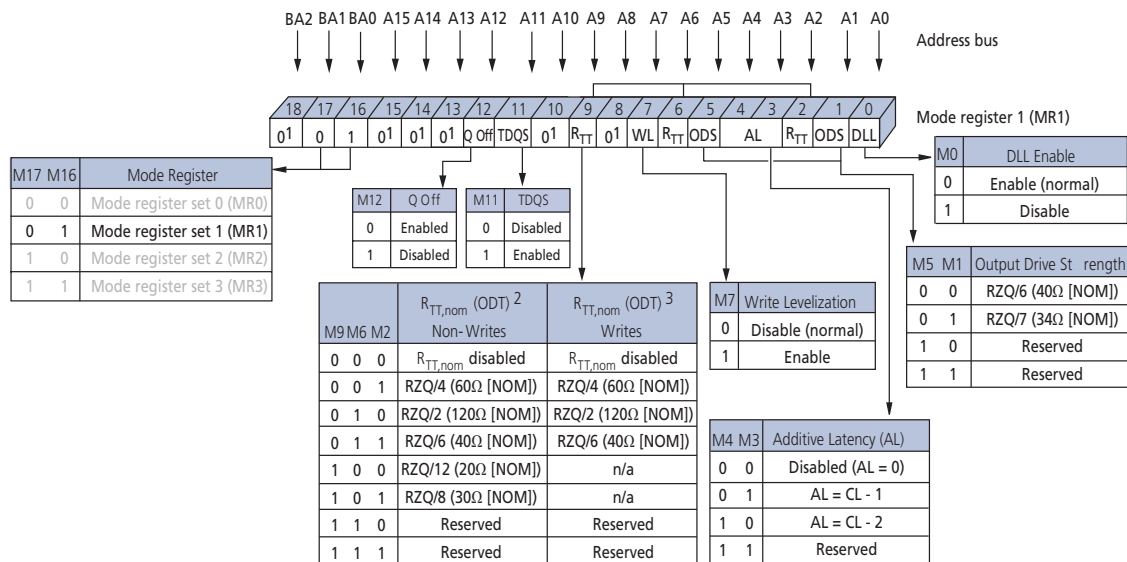 BA2 BA1 BA0 A15 A14 A13 A12 A11 A10 A9 A8 A7 A6 A5 A4 A3 A2 A1 A0
Address bus
18 17 16 15 14 13 12 11 10 9 8 7 6 5 4 3 2 1 0
Mode register 1 (MR1)
0¹ 0 1 0¹ 0¹ 0¹ Q Off TDQS 0¹ RTT 0¹ WL RTT ODS AL RTT ODS DLL
M17 M16 Mode Register
0 0 Mode register set 0 (MR0)
0 1 Mode register set 1 (MR1)
1 0 Mode register set 2 (MR2)
1 1 Mode register set 3 (MR3)
M12 Q Off
0 Enabled
1 Disabled
M11 TDQS
0 Disabled
1 Enabled
M0 DLL Enable
0 Enable (normal)
1 Disable
M5 M1 Output Drive St rength
0 0 RZQ/6 (40Ω [NOM])
0 1 RZQ/7 (34Ω [NOM])
1 0 Reserved
1 1 Reserved
RTT,nom (ODT) 2 RTT,nom (ODT) 3
M9 M6 M2 Non-Writes Writes
0 0 0 RTT,nom disabled RTT,nom disabled
0 0 1 RZQ/4 (60Ω [NOM]) RZQ/4 (60Ω [NOM])
0 1 0 RZQ/2 (120Ω [NOM]) RZQ/2 (120Ω [NOM])
0 1 1 RZQ/6 (40Ω [NOM]) RZQ/6 (40Ω [NOM])
1 0 0 RZQ/12 (20Ω [NOM]) n/a
1 0 1 RZQ/8 (30Ω [NOM]) n/a
1 1 0 Reserved Reserved
1 1 1 Reserved Reserved
M7 Write Levelization
0 Disable (normal)
1 Enable
M4 M3 Additive Latency (AL)
0 0 Disabled (AL = 0)
0 1 AL = CL - 1
1 0 AL = CL - 2
1 1 Reserved